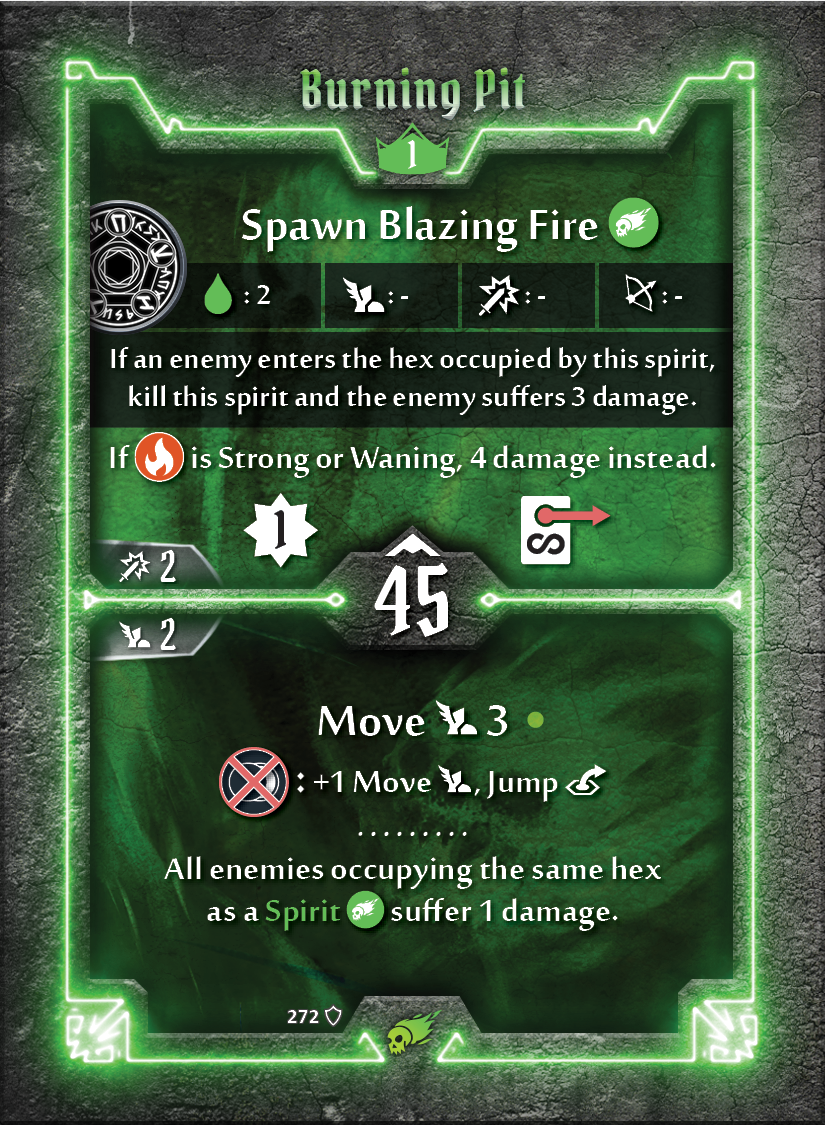 Burning Pit
1
Spawn Blazing Fire
: 2 : - : - : -
If an enemy enters the hex occupied by this spirit,
kill this spirit and the enemy suffers 3 damage.
If is Strong or Waning, 4 damage instead.
1
2
45
2
Move 3
: +1 Move , Jump
.........
All enemies occupying the same hex
as a Spirit suffer 1 damage.
272